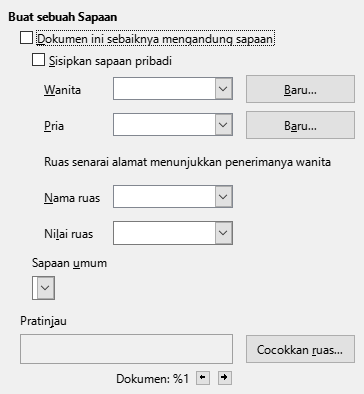 Buat sebuah Sapaan
Dokumen ini sebaiknya mengandung sapaan
Sisipkan sapaan pribadi
Wanita Baru...
Pria Baru...
Ruas senarai alamat menunjukkan penerimanya wanita
Nama ruas
Nilai ruas
Sapaan umum
Pratinjau
Cocokkan ruas...
Dokumen: %1